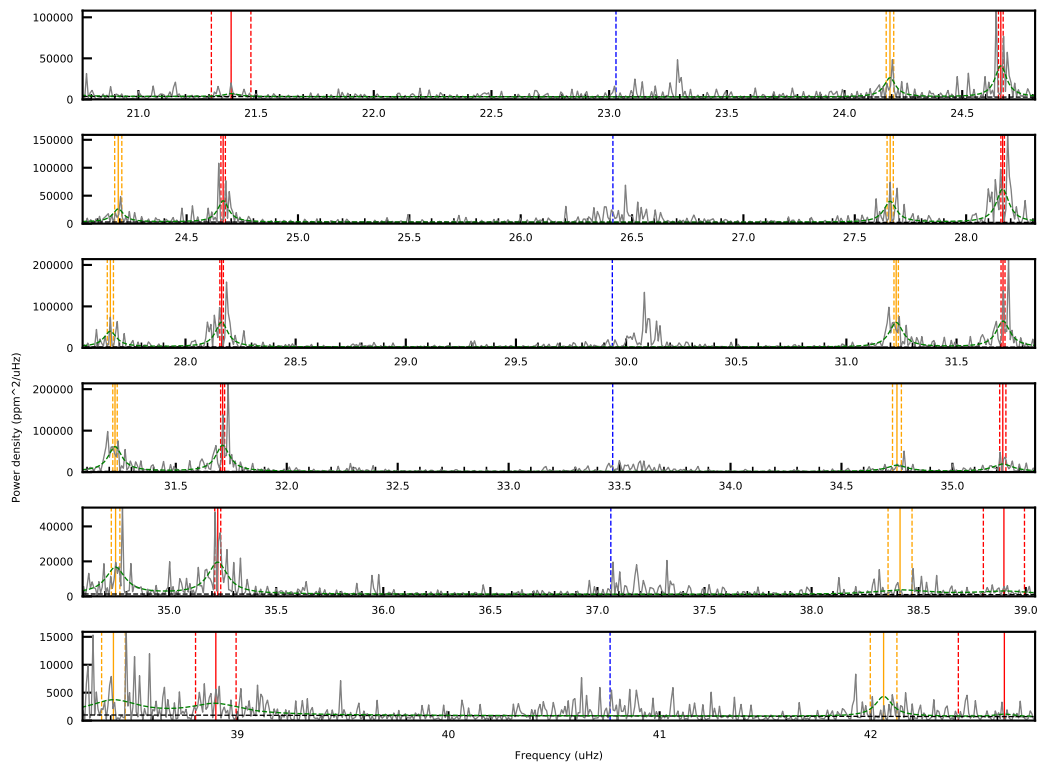 100000
50000
0
21.0 21.5 22.0 22.5 23.0 23.5 24.0 24.5
150000
100000
50000
0
24.5 25.0 25.5 26.0 26.5 27.0 27.5 28.0
200000
100000
0
28.0 28.5 29.0 29.5 30.0 30.5 31.0 31.5
Power density (ppm^2/uHz)
200000
100000
0
31.5 32.0 32.5 33.0 33.5 34.0 34.5 35.0
40000
20000
0
35.0 35.5 36.0 36.5 37.0 37.5 38.0 38.5 39.0
15000
10000
5000
0
39 40 41 42
Frequency (uHz)